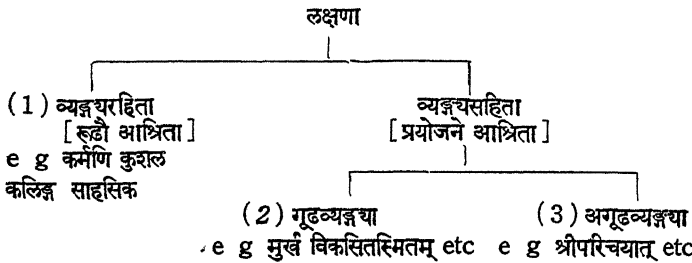 लक्षणा
(1) व्यङ्ग्यरहिता व्यङ्ग्यसहिता
[रूढौ आश्रिता] [प्रयोजने आश्रिता]
e g कर्मणि कुशल
कलिङ्ग साहसिक
(2) गूढव्यङ्ग्या (3) अगूढव्यङ्ग्या
e g मुखं विकसितस्मितम् etc e g श्रीपरिचयात् etc